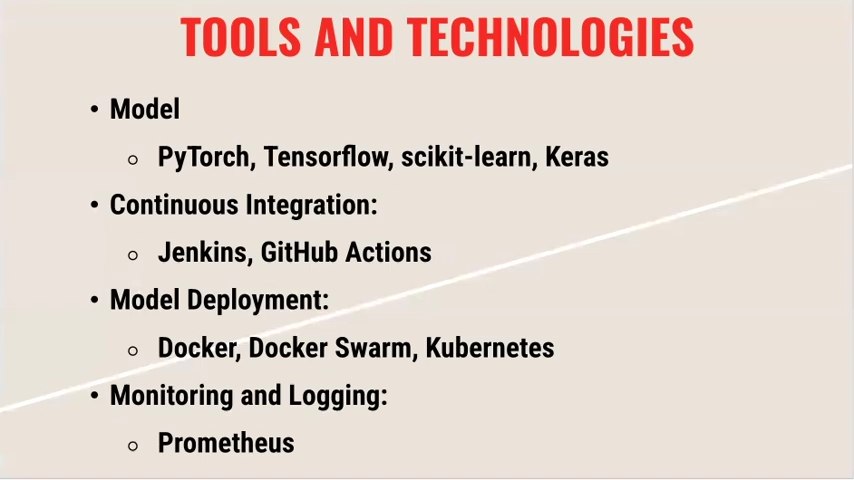 TOOLS AND TECHNOLOGIES
• Model
○ PyTorch, Tensorflow, scikit-learn, Keras
• Continuous Integration:
○ Jenkins, GitHub Actions
• Model Deployment:
○ Docker, Docker Swarm, Kubernetes
• Monitoring and Logging:
○ Prometheus